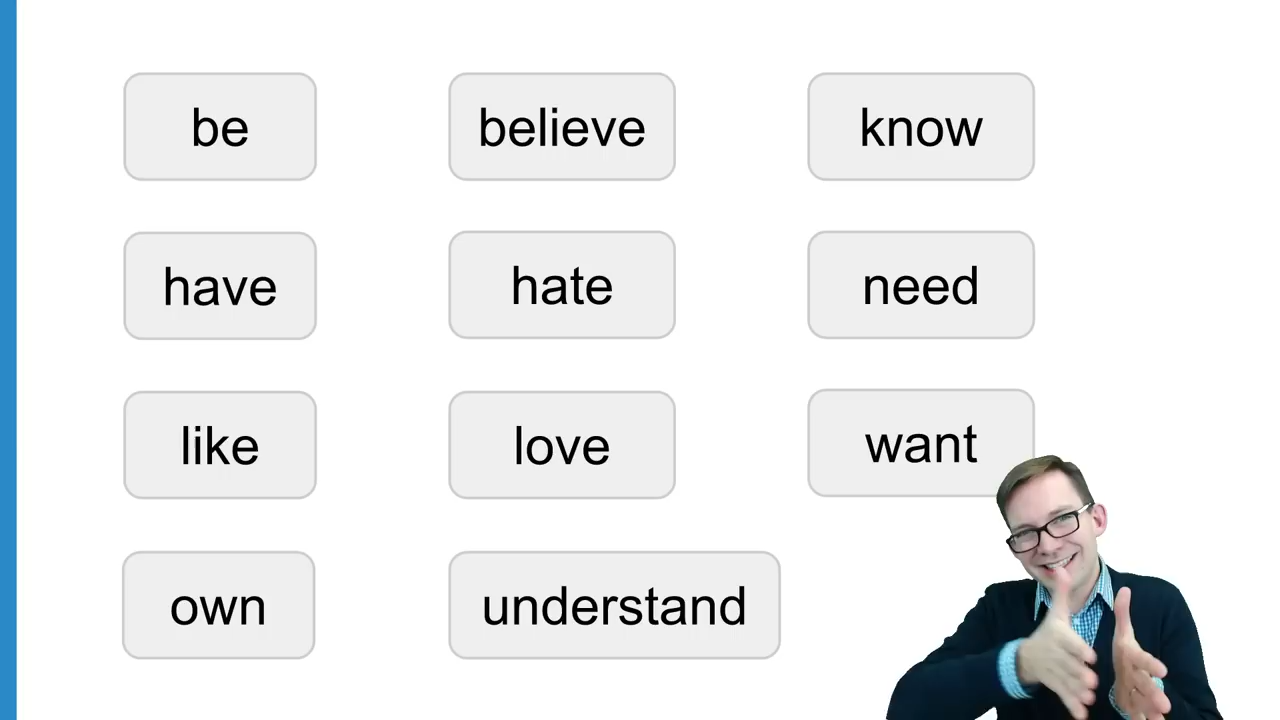 be
believe
know
have
hate
need
like
love
want
own
understand